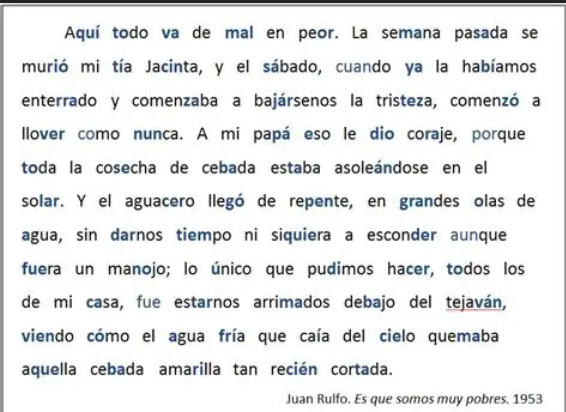 Aquí todo va de mal en peor. La semana pasada se
murió mi tía Jacinta, y el sábado, cuando ya la habíamos
enterrado y comenzaba a bajársenos la tristeza, comenzó a
llover como nunca. A mi papá eso le dio coraje, porque
toda la cosecha de cebada estaba asoleándose en el
solar. Y el aguacero llegó de repente, en grandes olas de
agua, sin darnos tiempo ni siquiera a esconder aunque
fuera un manojo; lo único que pudimos hacer, todos los
de mi casa, fue estarnos arrimados debajo del tejaván,
viendo cómo el agua fría que caía del cielo quemaba
aquella cebada amarilla tan recién cortada.
Juan Rulfo. Es que somos muy pobres. 1953